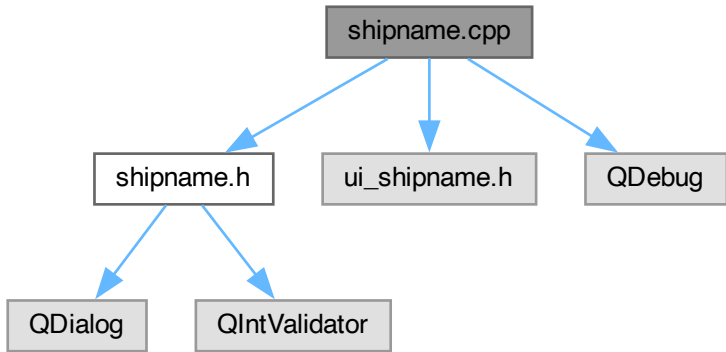 shipname.cpp
shipname.h
ui_shipname.h
QDebug
QDialog
QIntValidator